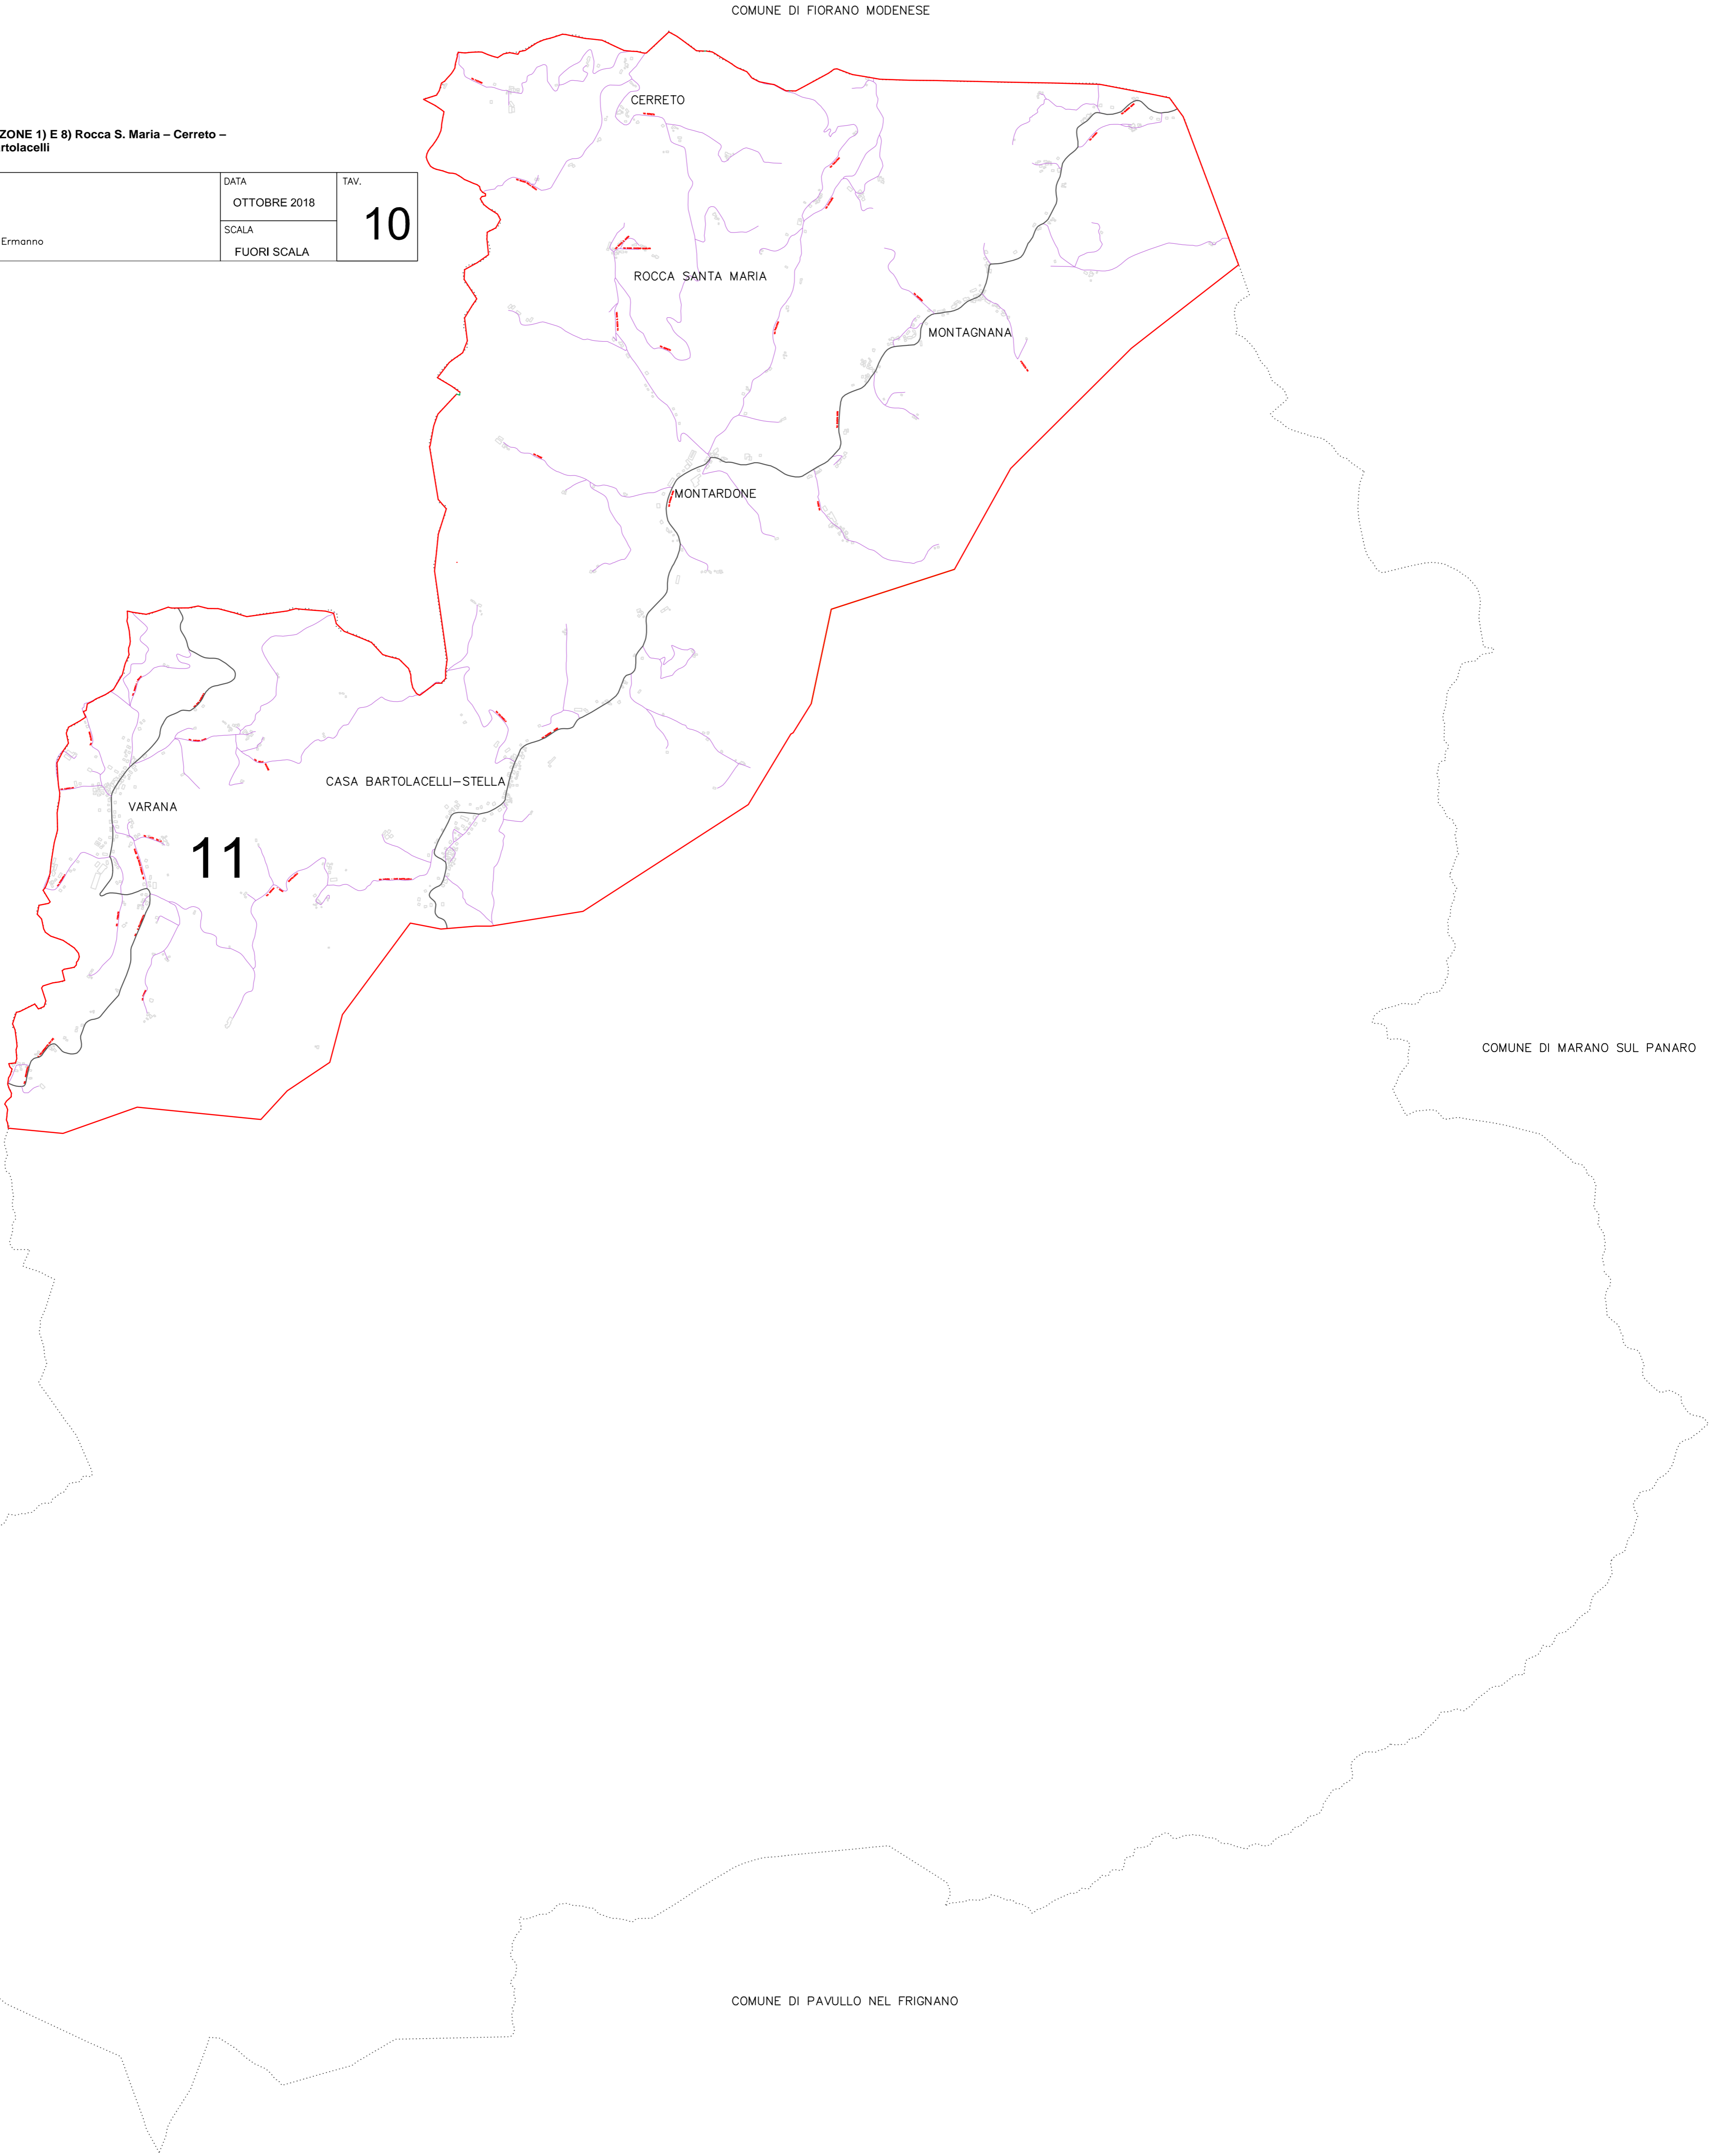 COMUNE DI FIORANO MODENESE
CERRETO
ZONE 1) E 8) Rocca S. Maria – Cerreto –
rtolacelli
DATA
OTTOBRE 2018
TAV.
10
SCALA
FUORI SCALA
Ermanno
ROCCA SANTA MARIA
MONTAGNANA
MONTARDONE
CASA BARTOLACELLI–STELLA
VARANA
11
COMUNE DI MARANO SUL PANARO
COMUNE DI PAVULLO NEL FRIGNANO